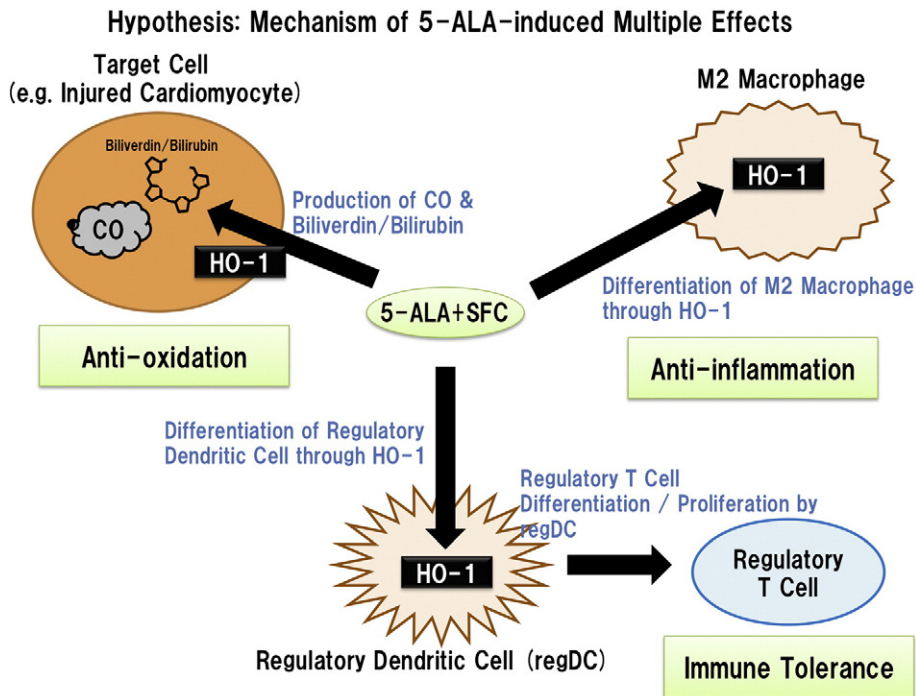 Hypothesis: Mechanism of 5-ALA-induced Multiple Effects
Target Cell
(e.g. Injured Cardiomyocyte)
Biliverdin/Bilirubin
CO
HO-1
Production of CO &
Biliverdin/Bilirubin
Anti-oxidation
M2 Macrophage
HO-1
Differentiation of M2 Macrophage
through HO-1
Anti-inflammation
5-ALA+SFC
Differentiation of Regulatory
Dendritic Cell through HO-1
HO-1
Regulatory Dendritic Cell (regDC)
Regulatory T Cell
Differentiation / Proliferation by
regDC
Regulatory
T Cell
Immune Tolerance